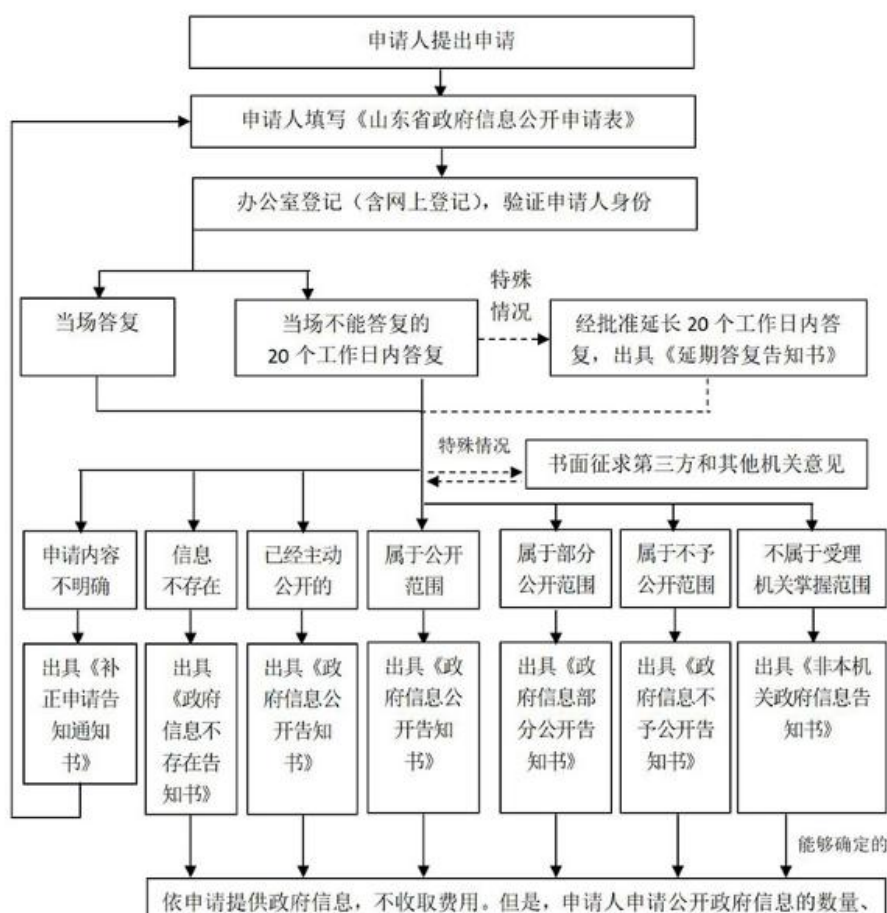 申请人提出申请
申请人填写《山东省政府信息公开申请表》
办公室登记（含网上登记），验证申请人身份
当场答复
当场不能答复的
20 个工作日内答复
特殊
情况
经批准延长 20 个工作日内答
复，出具《延期答复告知书》
特殊情况
书面征求第三方和其他机关意见
申请内容
不明确
信息
不存在
已经主动
公开的
属于公开
范围
属于部分
公开范围
属于不予
公开范围
不属于受理
机关掌握范围
出具《补
正申请告
知通知
书》
出具
《政府
信息不
存在告
知书》
出具《政
府信息公
开告知
书》
出具《政
府信息公
开告知
书》
出具《政
府信息部
分公开告
知书》
出具《政
府信息不
予公开告
知书》
出具《非本机
关政府信息告
知书》
能够确定的
依申请提供政府信息，不收取费用。但是，申请人申请公开政府信息的数量、